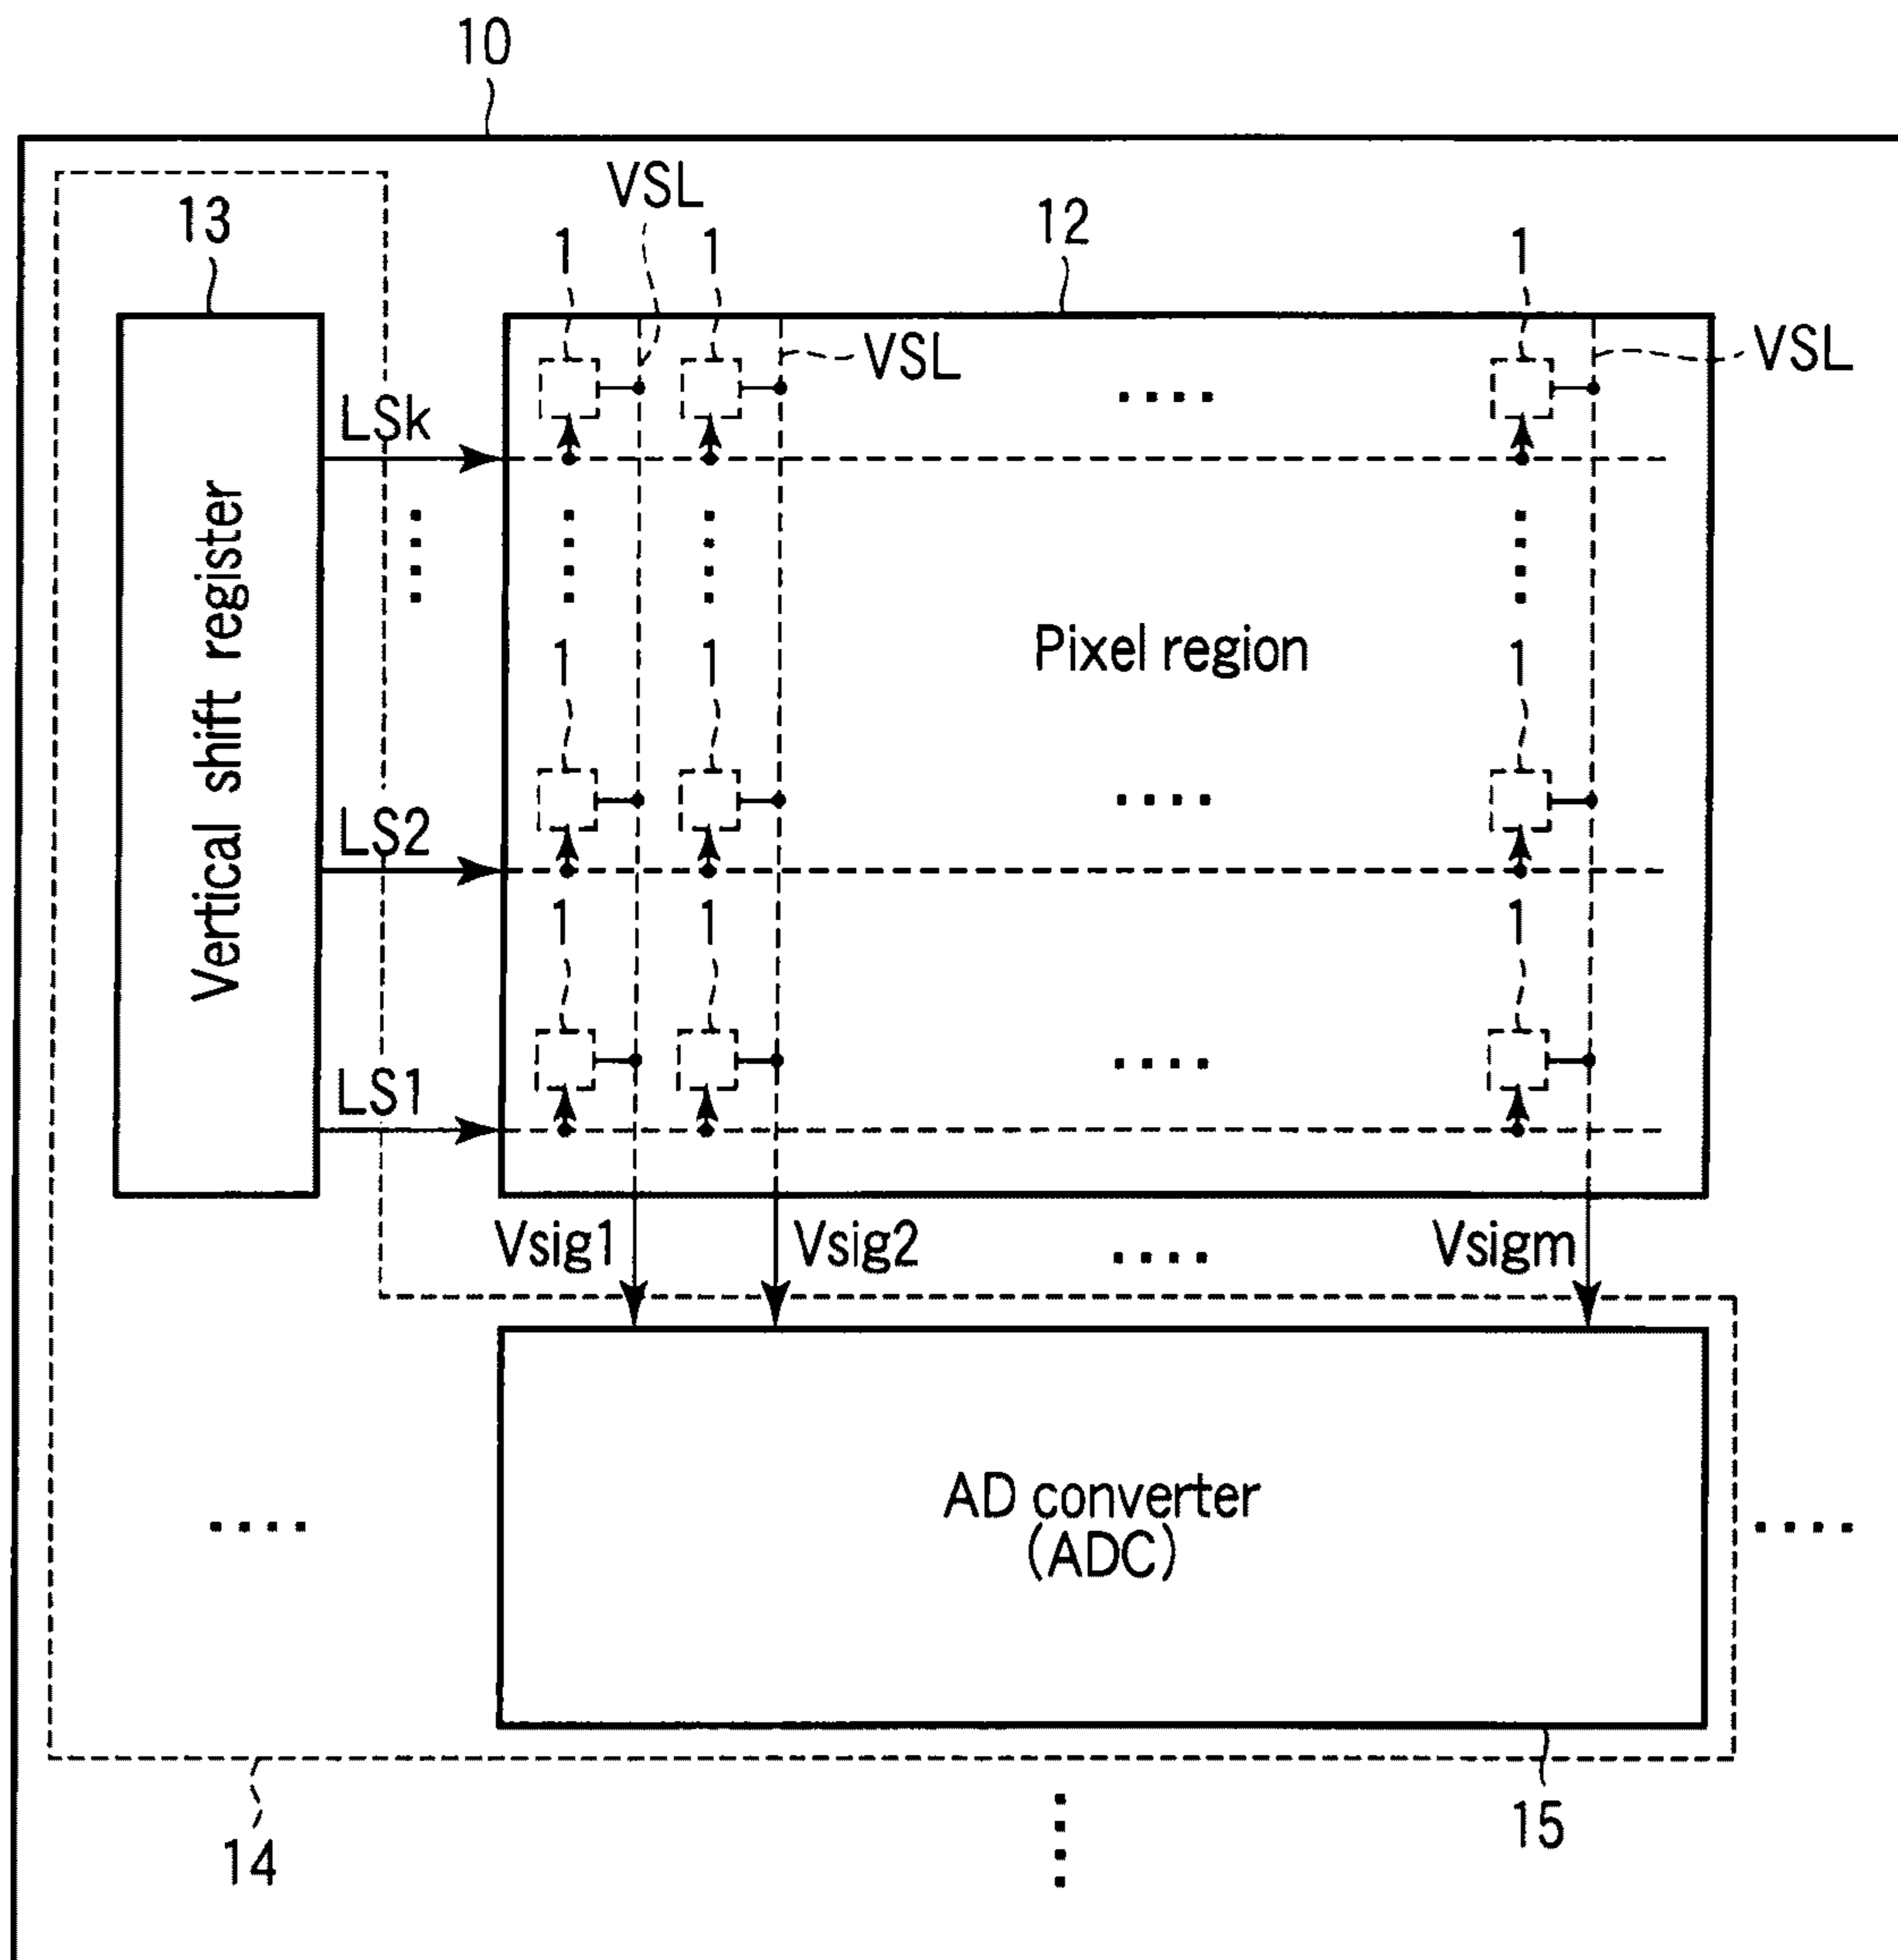 10
VSL
13
1
1
12
1
VSL
VSL
LSk
Vertical shift register
1
1
Pixel region
1
LS2
1
1
1
LS1
Vsig1
Vsig2
Vsigm
AD converter
(ADC)
15
14